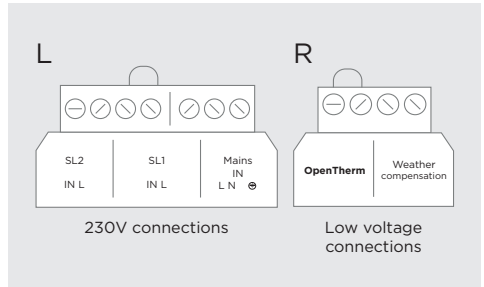 L
R
SL2
SL1
Mains
IN
IN L
IN L
L N
OpenTherm
Weather
compensation
230V connections
Low voltage
connections